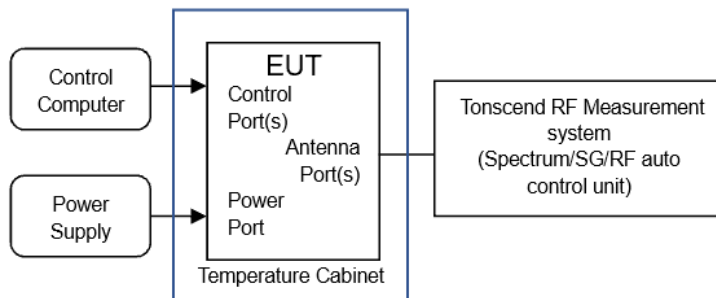 Control
Computer
Power
Supply
EUT
Control
Port(s)
Antenna
Port(s)
Power
Port
Temperature Cabinet
Tonscend RF Measurement
system
(Spectrum/SG/RF auto
control unit)